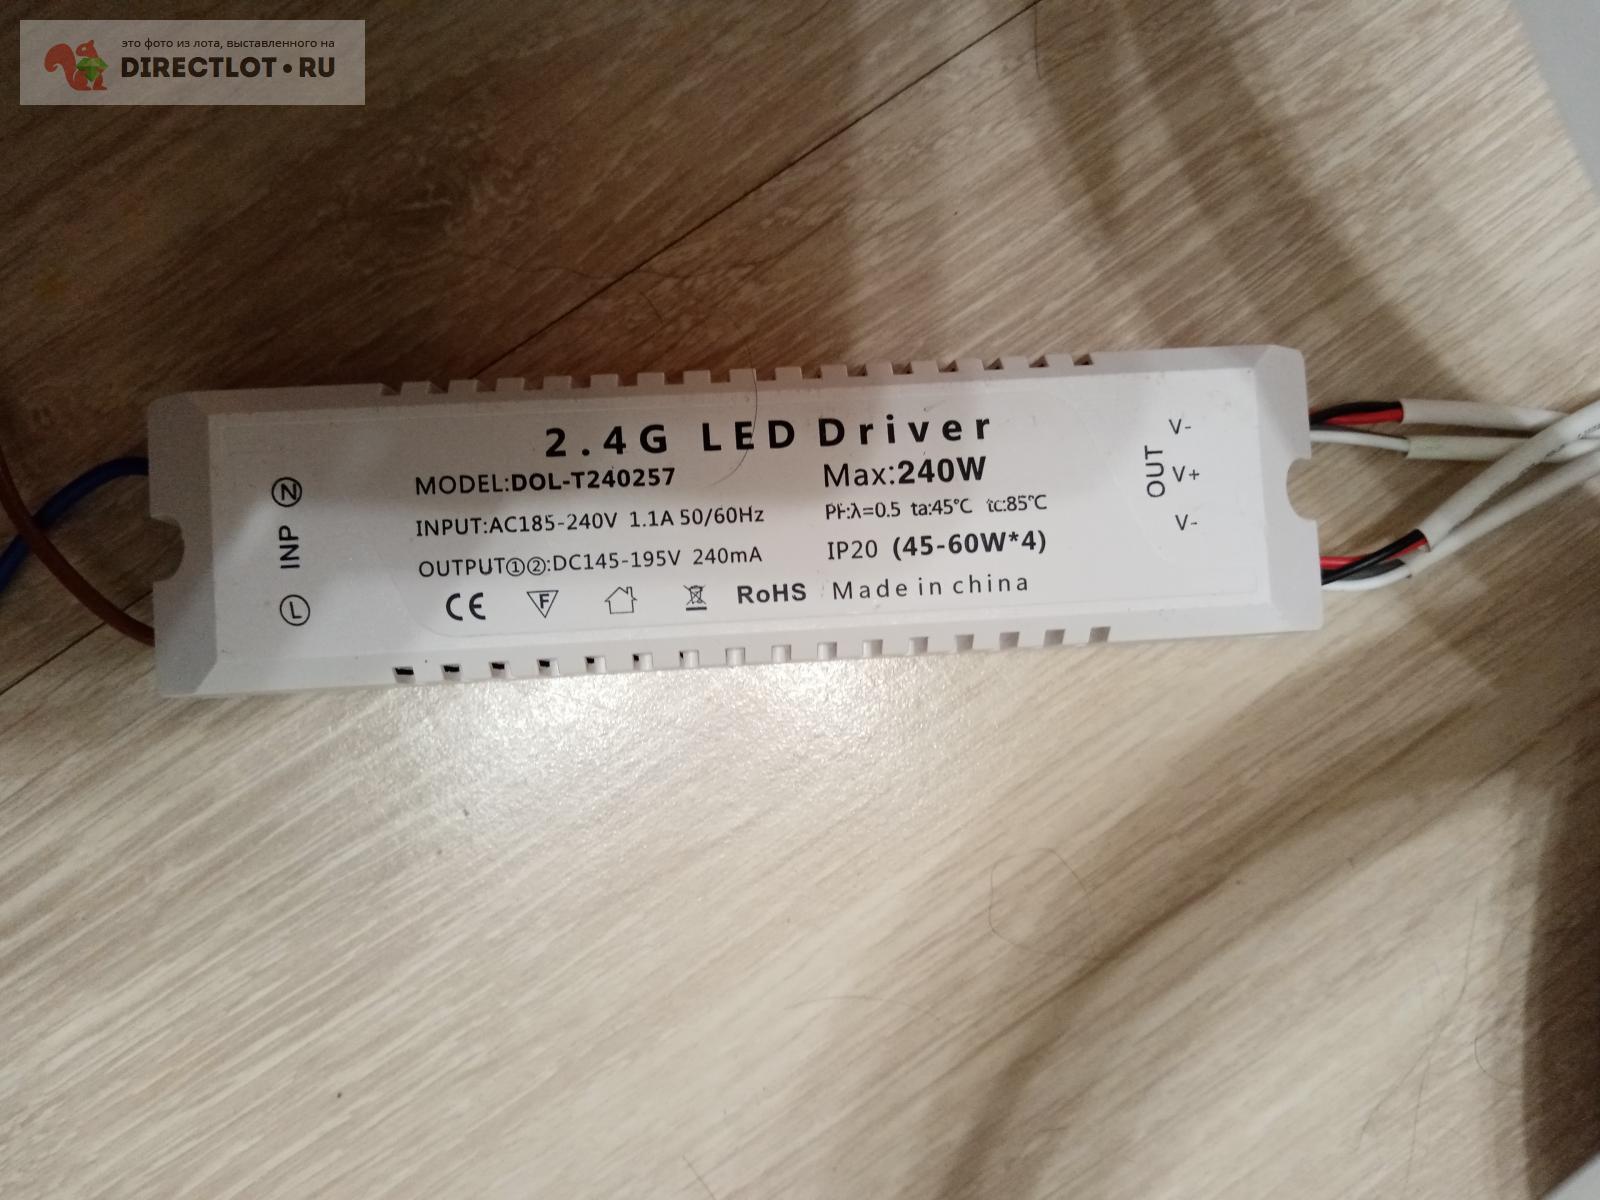 это фото из лота, выставленного на
DIRECTLOT•RU
2.4G LED Driver
MODEL:DOL-T240257
Max:240W
INPUT:AC185-240V 1.1A 50/60Hz
PF:λ=0.5 ta:45℃ tc:85℃
OUTPUT①②:DC145-195V 240mA
IP20 (45-60W*4)
CE
F
RoHS
Made in china
INP
Ⓝ
Ⓛ
OUT
V-
V+
V-